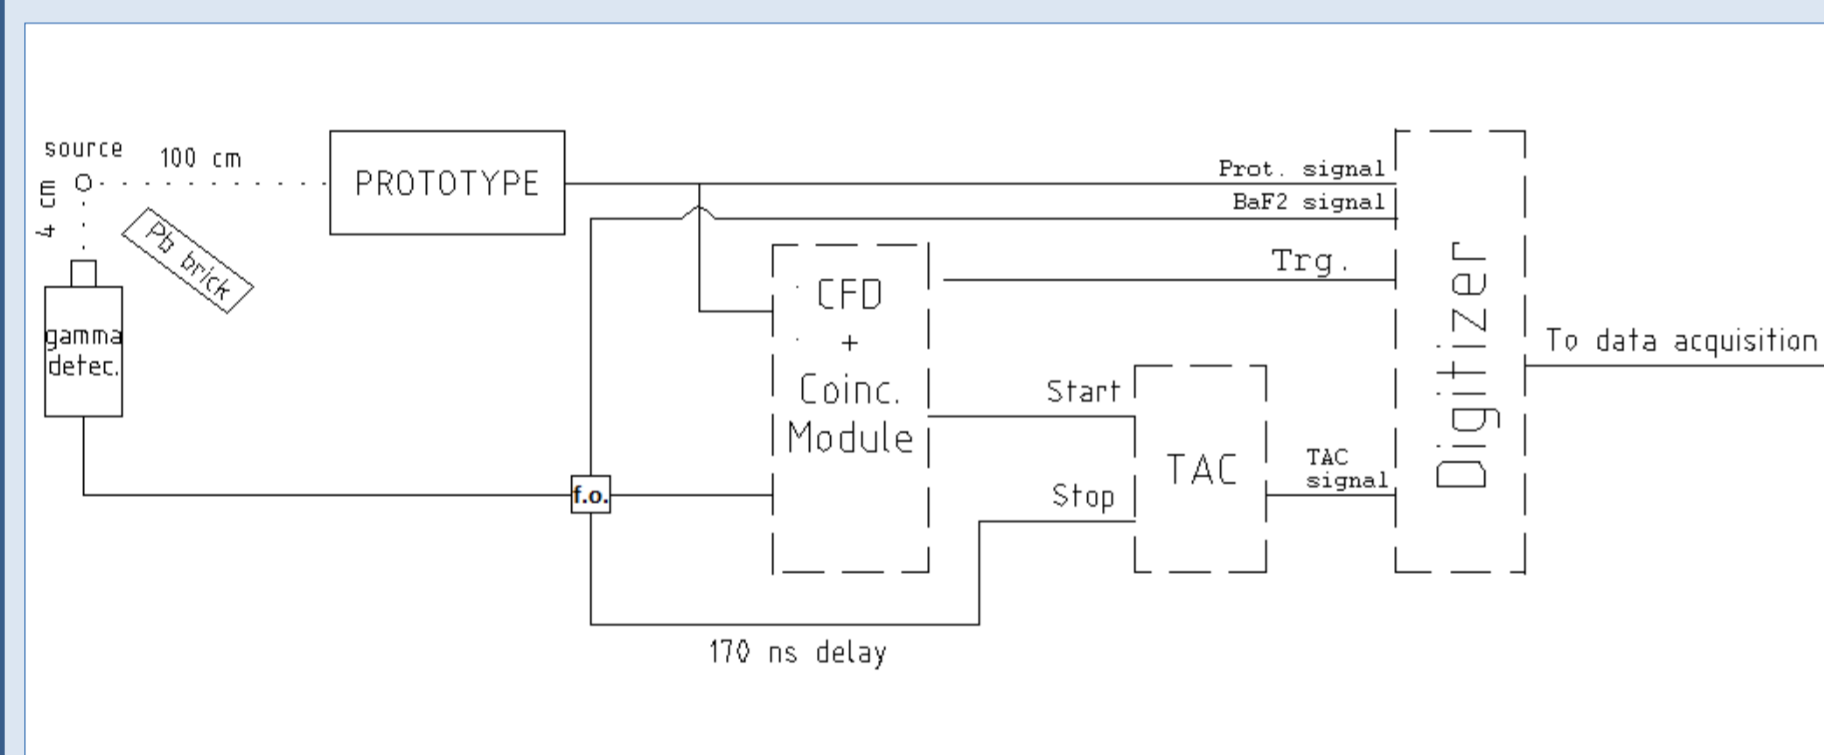 source
100 cm
4 cm
PROTOTYPE
Pb brick
gamma
detec.
Prot. signal
BaF2 signal
Trg.
CFD
+
Coinc.
Module
Start
Stop
TAC
TAC
signal
Digitizer
To data acquisition
f.o.
170 ns delay